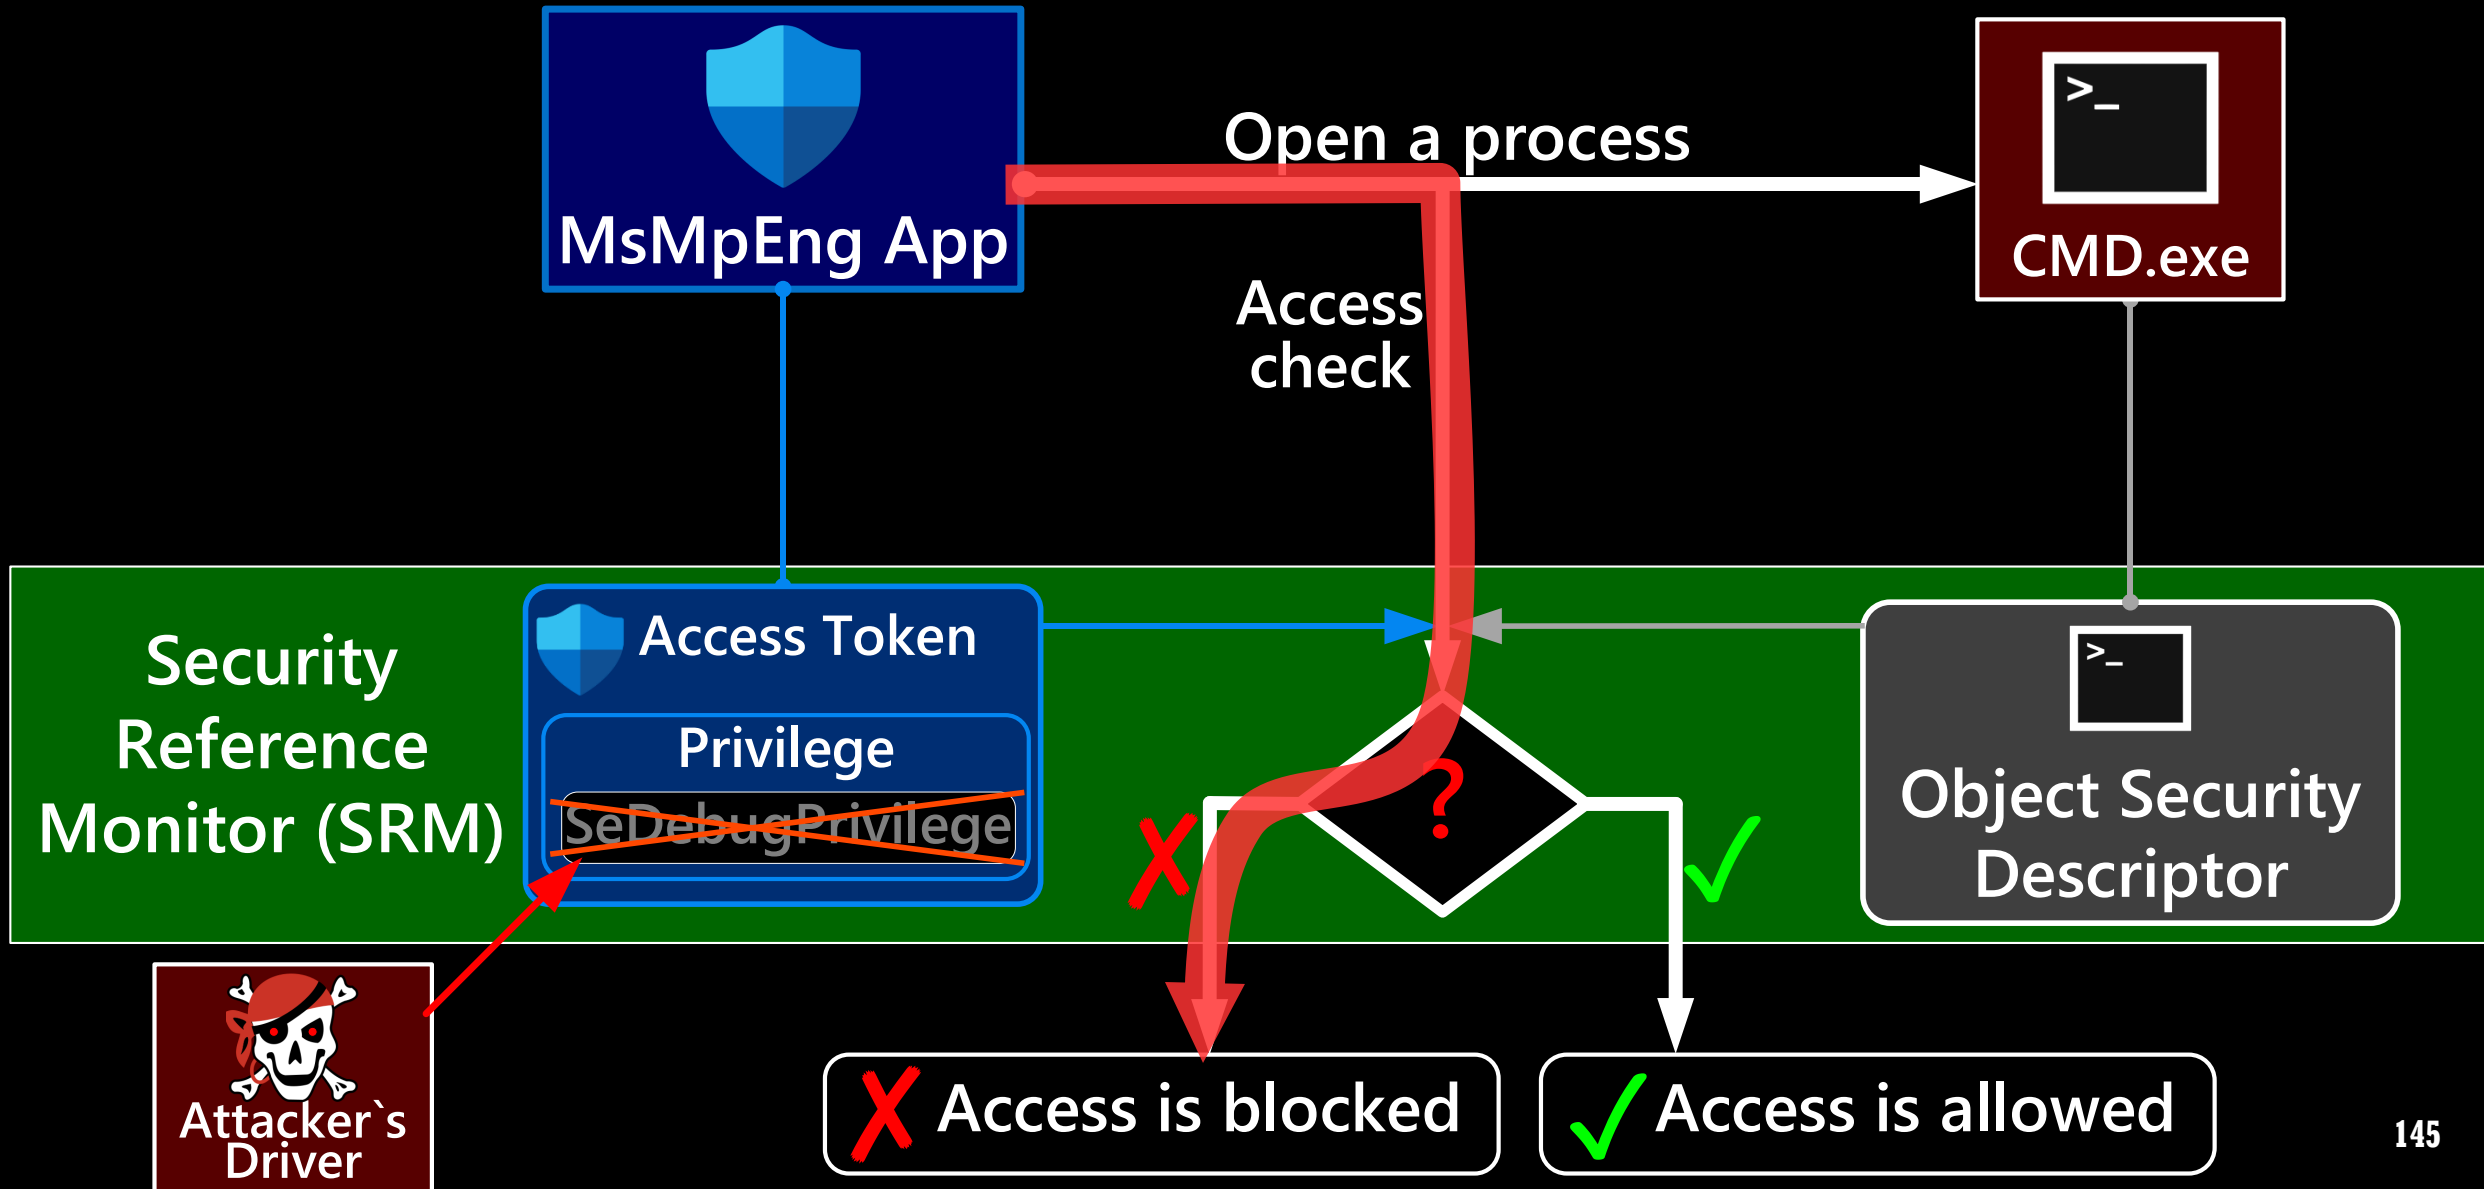 Open a process
MsMpEng App
>_
CMD.exe
Access
check
Security
Reference
Monitor (SRM)
Access Token
Privilege
SeDebugPrivilege
?
>_
Object Security
Descriptor
Attacker`s
Driver
Access is blocked
Access is allowed
145